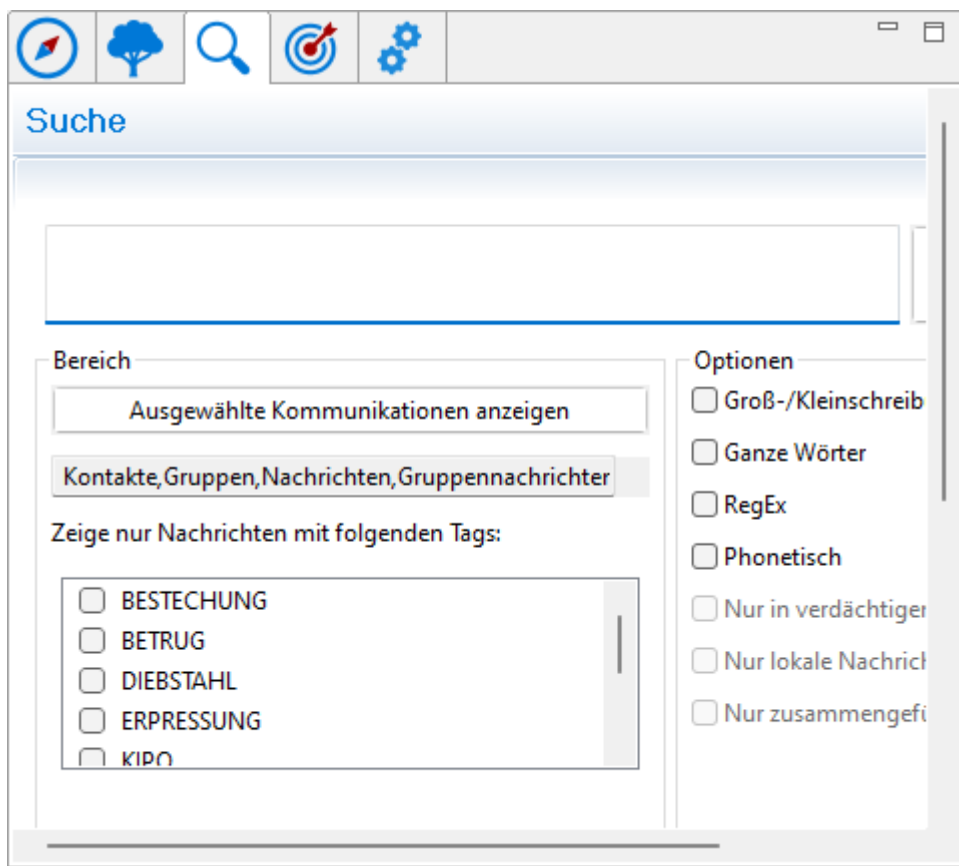 Suche
Bereich
Ausgewählte Kommunikationen anzeigen
Kontakte,Gruppen,Nachrichten,Gruppennachrichter
Zeige nur Nachrichten mit folgenden Tags:
BESTECHUNG
BETRUG
DIEBSTAHL
ERPRESSUNG
KIPO
Optionen
Groß-/Kleinschreib
Ganze Wörter
RegEx
Phonetisch
Nur in verdächtiger
Nur lokale Nachrich
Nur zusammengefü